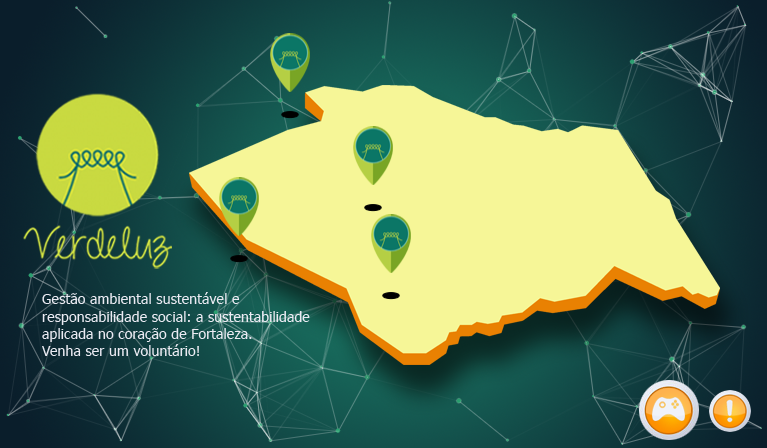 Verdeluz
Gestão ambiental sustentável e
responsabilidade social: a sustentabilidade
aplicada no coração de Fortaleza.
Venha ser um voluntário!
!